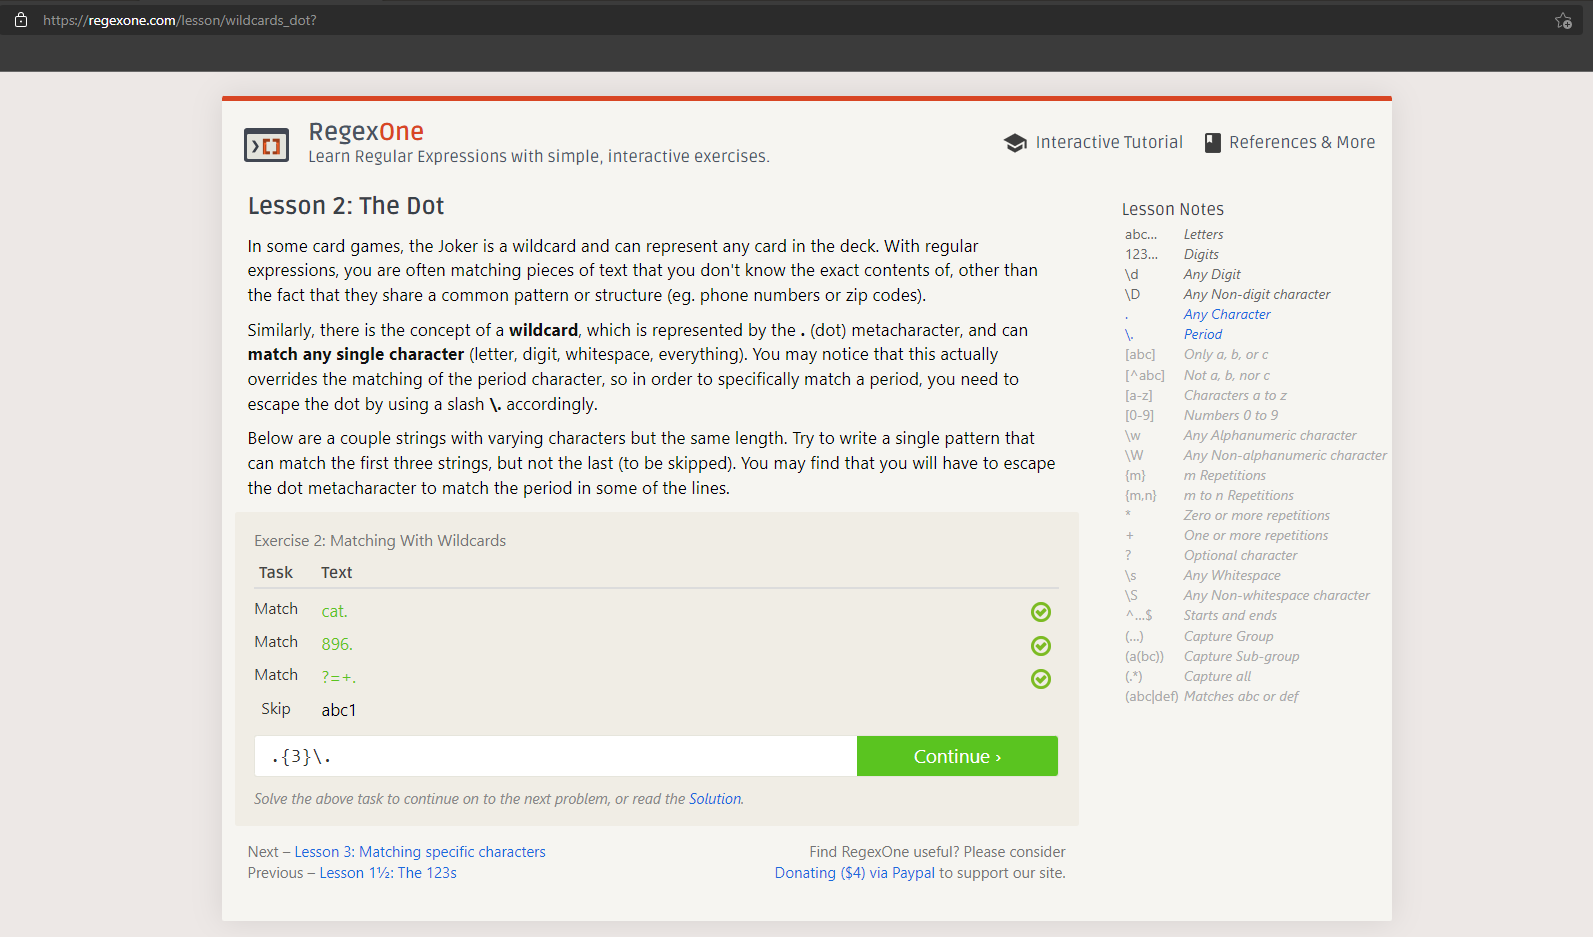 https://regexone.com/lesson/wildcards_dot?
RegexOne
Learn Regular Expressions with simple, interactive exercises.
Interactive Tutorial
References & More
Lesson 2: The Dot
In some card games, the Joker is a wildcard and can represent any card in the deck. With regular
expressions, you are often matching pieces of text that you don't know the exact contents of, other than
the fact that they share a common pattern or structure (eg. phone numbers or zip codes).
Similarly, there is the concept of a wildcard, which is represented by the . (dot) metacharacter, and can
match any single character (letter, digit, whitespace, everything). You may notice that this actually
overrides the matching of the period character, so in order to specifically match a period, you need to
escape the dot by using a slash \. accordingly.
Below are a couple strings with varying characters but the same length. Try to write a single pattern that
can match the first three strings, but not the last (to be skipped). You may find that you will have to escape
the dot metacharacter to match the period in some of the lines.
Exercise 2: Matching With Wildcards
Task Text
Match cat.
Match 896.
Match ?=+.
Skip abc1
.{3}\.
Continue ›
Solve the above task to continue on to the next problem, or read the Solution.
Next – Lesson 3: Matching specific characters
Previous – Lesson 1½: The 123s
Find RegexOne useful? Please consider
Donating ($4) via Paypal to support our site.
Lesson Notes
abc… Letters
123… Digits
\d Any Digit
\D Any Non-digit character
. Any Character
\. Period
[abc] Only a, b, or c
[^abc] Not a, b, nor c
[a-z] Characters a to z
[0-9] Numbers 0 to 9
\w Any Alphanumeric character
\W Any Non-alphanumeric character
{m} m Repetitions
{m,n} m to n Repetitions
* Zero or more repetitions
+ One or more repetitions
? Optional character
\s Any Whitespace
\S Any Non-whitespace character
^…$ Starts and ends
(…) Capture Group
(a(bc)) Capture Sub-group
(.*) Capture all
(abc|def) Matches abc or def